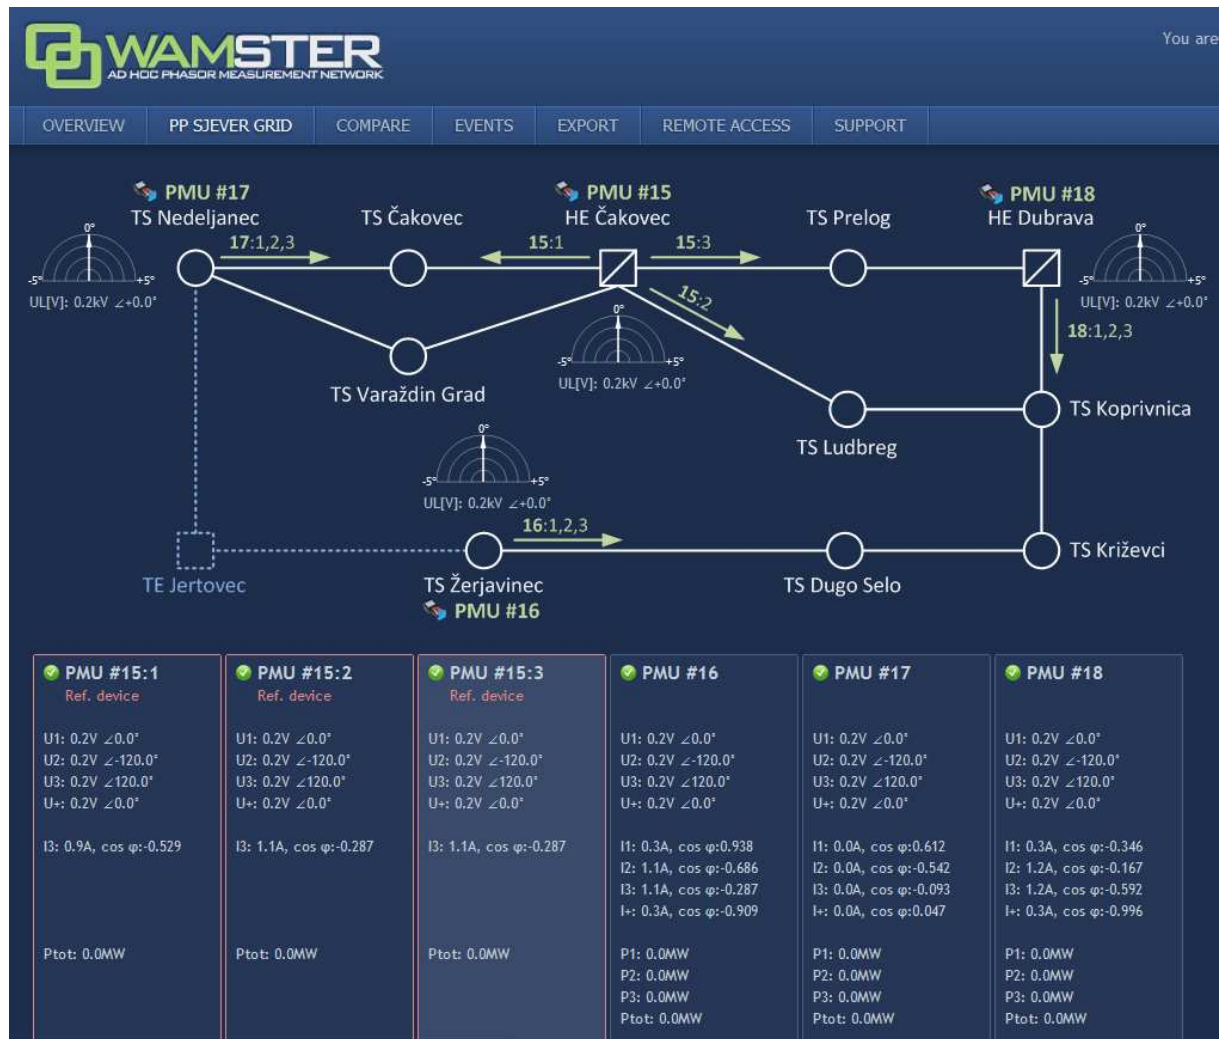 WAMSTER
AD HOC PHASOR MEASUREMENT NETWORK
You are
OVERVIEW PP SJEVER GRID COMPARE EVENTS EXPORT REMOTE ACCESS SUPPORT
PMU #17
TS Nedeljanec
17:1,2,3
TS Čakovec
PMU #15
HE Čakovec
15:1
15:3
15:2
TS Prelog
PMU #18
HE Dubrava
18:1,2,3
0°
-5° +5°
UL[V]: 0.2kV ∠+0.0°
0°
-5° +5°
UL[V]: 0.2kV ∠+0.0°
0°
-5° +5°
UL[V]: 0.2kV ∠+0.0°
TS Varaždin Grad
TS Koprivnica
TS Ludbreg
0°
-5° +5°
UL[V]: 0.2kV ∠+0.0°
16:1,2,3
TE Jertovec
TS Žerjavinec
PMU #16
TS Dugo Selo
TS Križevci
PMU #15:1
Ref. device
U1: 0.2V ∠0.0°
U2: 0.2V ∠-120.0°
U3: 0.2V ∠120.0°
U+: 0.2V ∠0.0°
I3: 0.9A, cos φ:-0.529
Ptot: 0.0MW
PMU #15:2
Ref. device
U1: 0.2V ∠0.0°
U2: 0.2V ∠-120.0°
U3: 0.2V ∠120.0°
U+: 0.2V ∠0.0°
I3: 1.1A, cos φ:-0.287
Ptot: 0.0MW
PMU #15:3
Ref. device
U1: 0.2V ∠0.0°
U2: 0.2V ∠-120.0°
U3: 0.2V ∠120.0°
U+: 0.2V ∠0.0°
I3: 1.1A, cos φ:-0.287
Ptot: 0.0MW
PMU #16
U1: 0.2V ∠0.0°
U2: 0.2V ∠-120.0°
U3: 0.2V ∠120.0°
U+: 0.2V ∠0.0°
I1: 0.3A, cos φ:0.938
I2: 1.1A, cos φ:-0.686
I3: 1.1A, cos φ:-0.287
I+: 0.3A, cos φ:-0.909
P1: 0.0MW
P2: 0.0MW
P3: 0.0MW
Ptot: 0.0MW
PMU #17
U1: 0.2V ∠0.0°
U2: 0.2V ∠-120.0°
U3: 0.2V ∠120.0°
U+: 0.2V ∠0.0°
I1: 0.0A, cos φ:0.612
I2: 0.0A, cos φ:-0.542
I3: 0.0A, cos φ:-0.093
I+: 0.0A, cos φ:0.047
P1: 0.0MW
P2: 0.0MW
P3: 0.0MW
Ptot: 0.0MW
PMU #18
U1: 0.2V ∠0.0°
U2: 0.2V ∠-120.0°
U3: 0.2V ∠120.0°
U+: 0.2V ∠0.0°
I1: 0.3A, cos φ:-0.346
I2: 1.2A, cos φ:-0.167
I3: 1.2A, cos φ:-0.592
I+: 0.3A, cos φ:-0.996
P1: 0.0MW
P2: 0.0MW
P3: 0.0MW
Ptot: 0.0MW